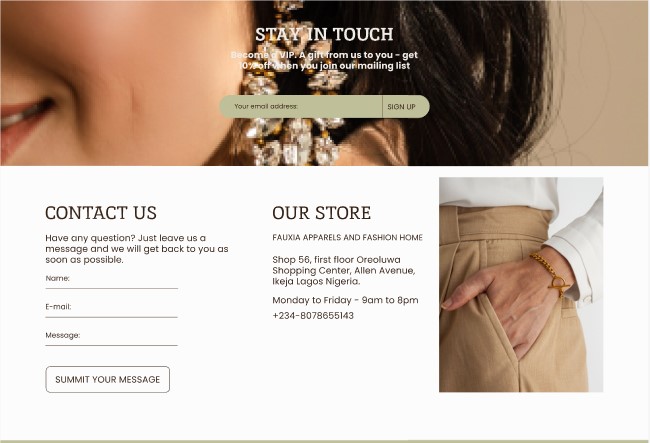 STAY IN TOUCH
Become a VIP. A gift from us to you - get
10% off when you join our mailing list
Your email address:
SIGN UP
CONTACT US
Have any question? Just leave us a
message and we will get back to you as
soon as possible.
Name:
E-mail:
Message:
SUMMIT YOUR MESSAGE
OUR STORE
FAUXIA APPARELS AND FASHION HOME
Shop 56, first floor Oreoluwa
Shopping Center, Allen Avenue,
Ikeja Lagos Nigeria.
Monday to Friday - 9am to 8pm
+234-8078655143